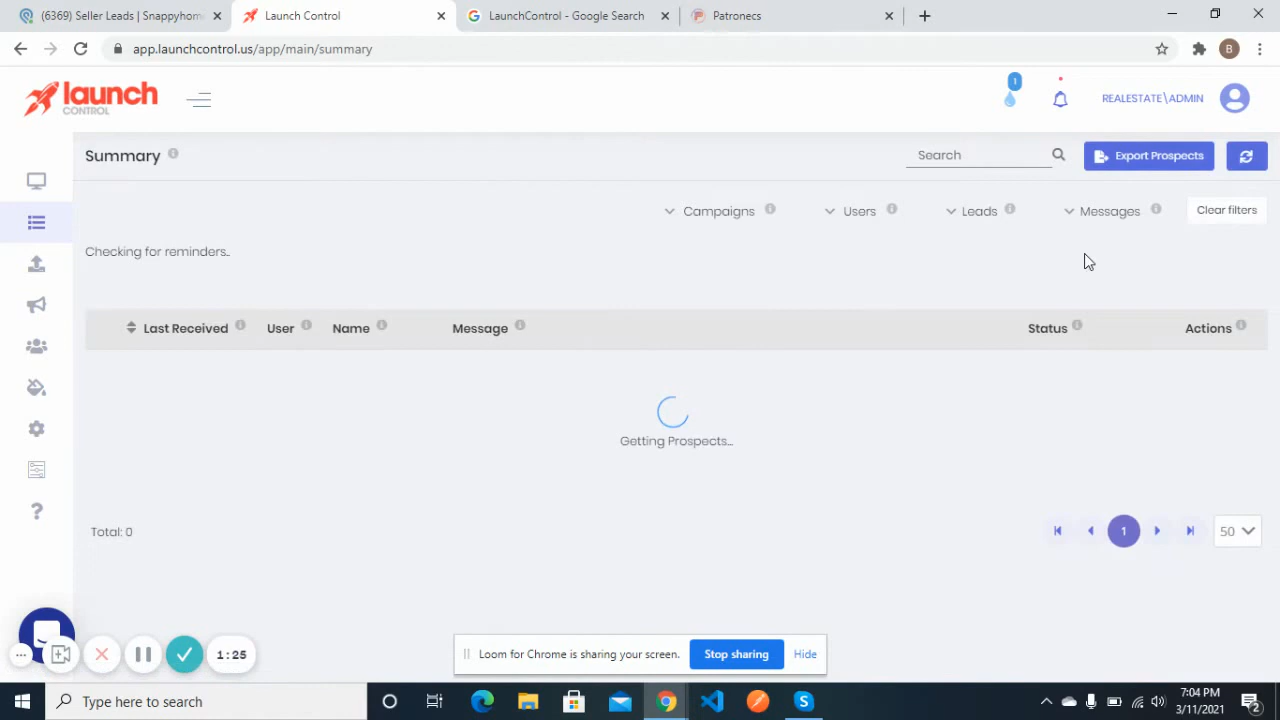 (6369) Seller Leads | Snappyhome
Launch Control
LaunchControl - Google Search
Patronecs
app.launchcontrol.us/app/main/summary
B
launch
CONTROL
1
REALESTATE\ADMIN
Summary
Search
Export Prospects
Campaigns
Users
Leads
Messages
Clear filters
Checking for reminders..
Last Received
User
Name
Message
Status
Actions
Getting Prospects...
Total: 0
1
50
1:25
Loom for Chrome is sharing your screen.
Stop sharing
Hide
Type here to search
7:04 PM
3/11/2021
2